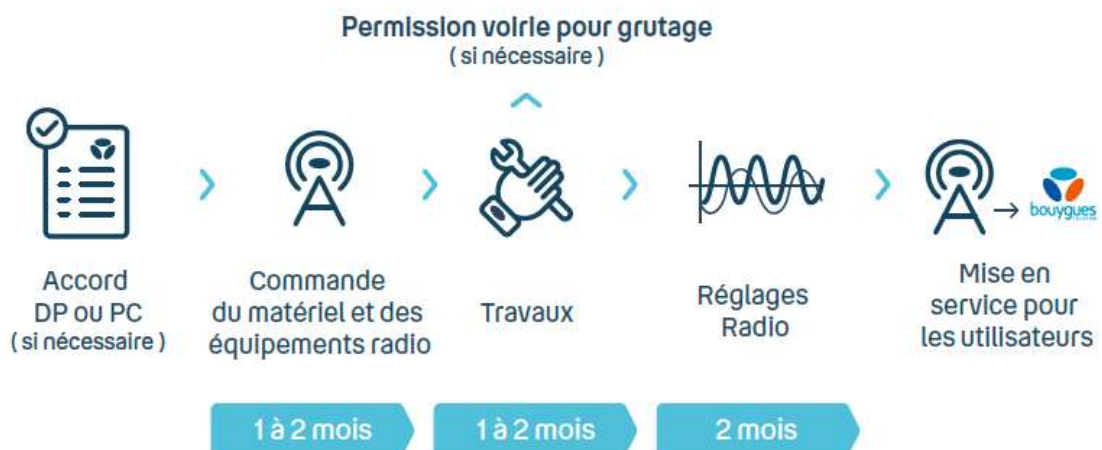 Permission voirie pour grutage
( si nécessaire )
Accord
DP ou PC
( si nécessaire )
Commande
du matériel et des
équipements radio
Travaux
Réglages
Radio
bouygues
Mise en
service pour
les utilisateurs
1 à 2 mois
1 à 2 mois
2 mois